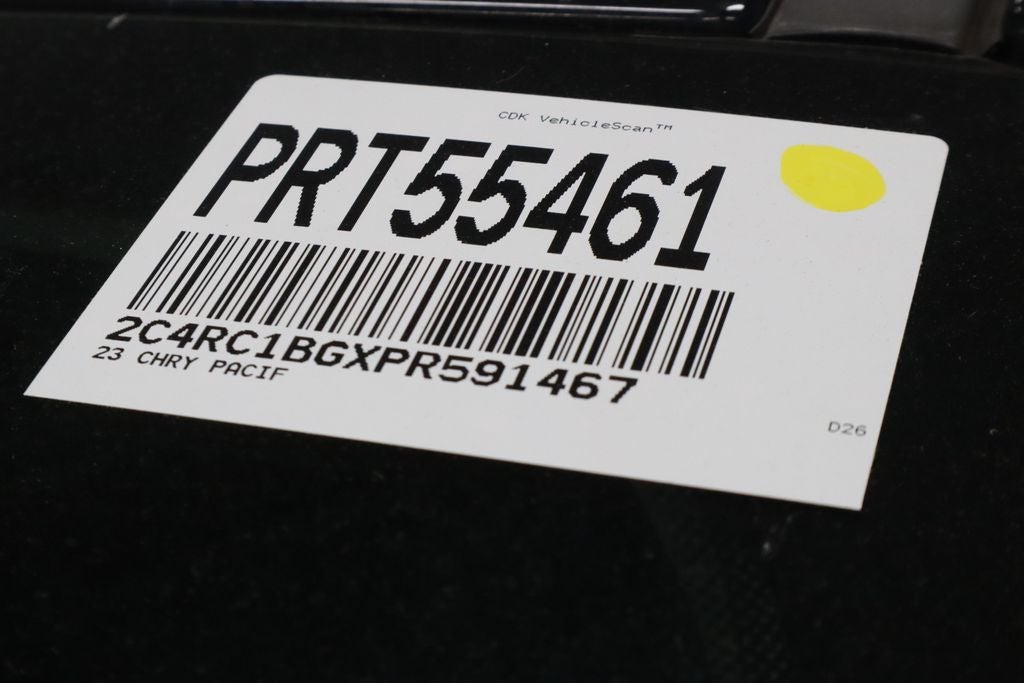 CDK VehicleScan™
PRT55461
2C4RC1BGXPR591467
23 CHRY PACIF
D26